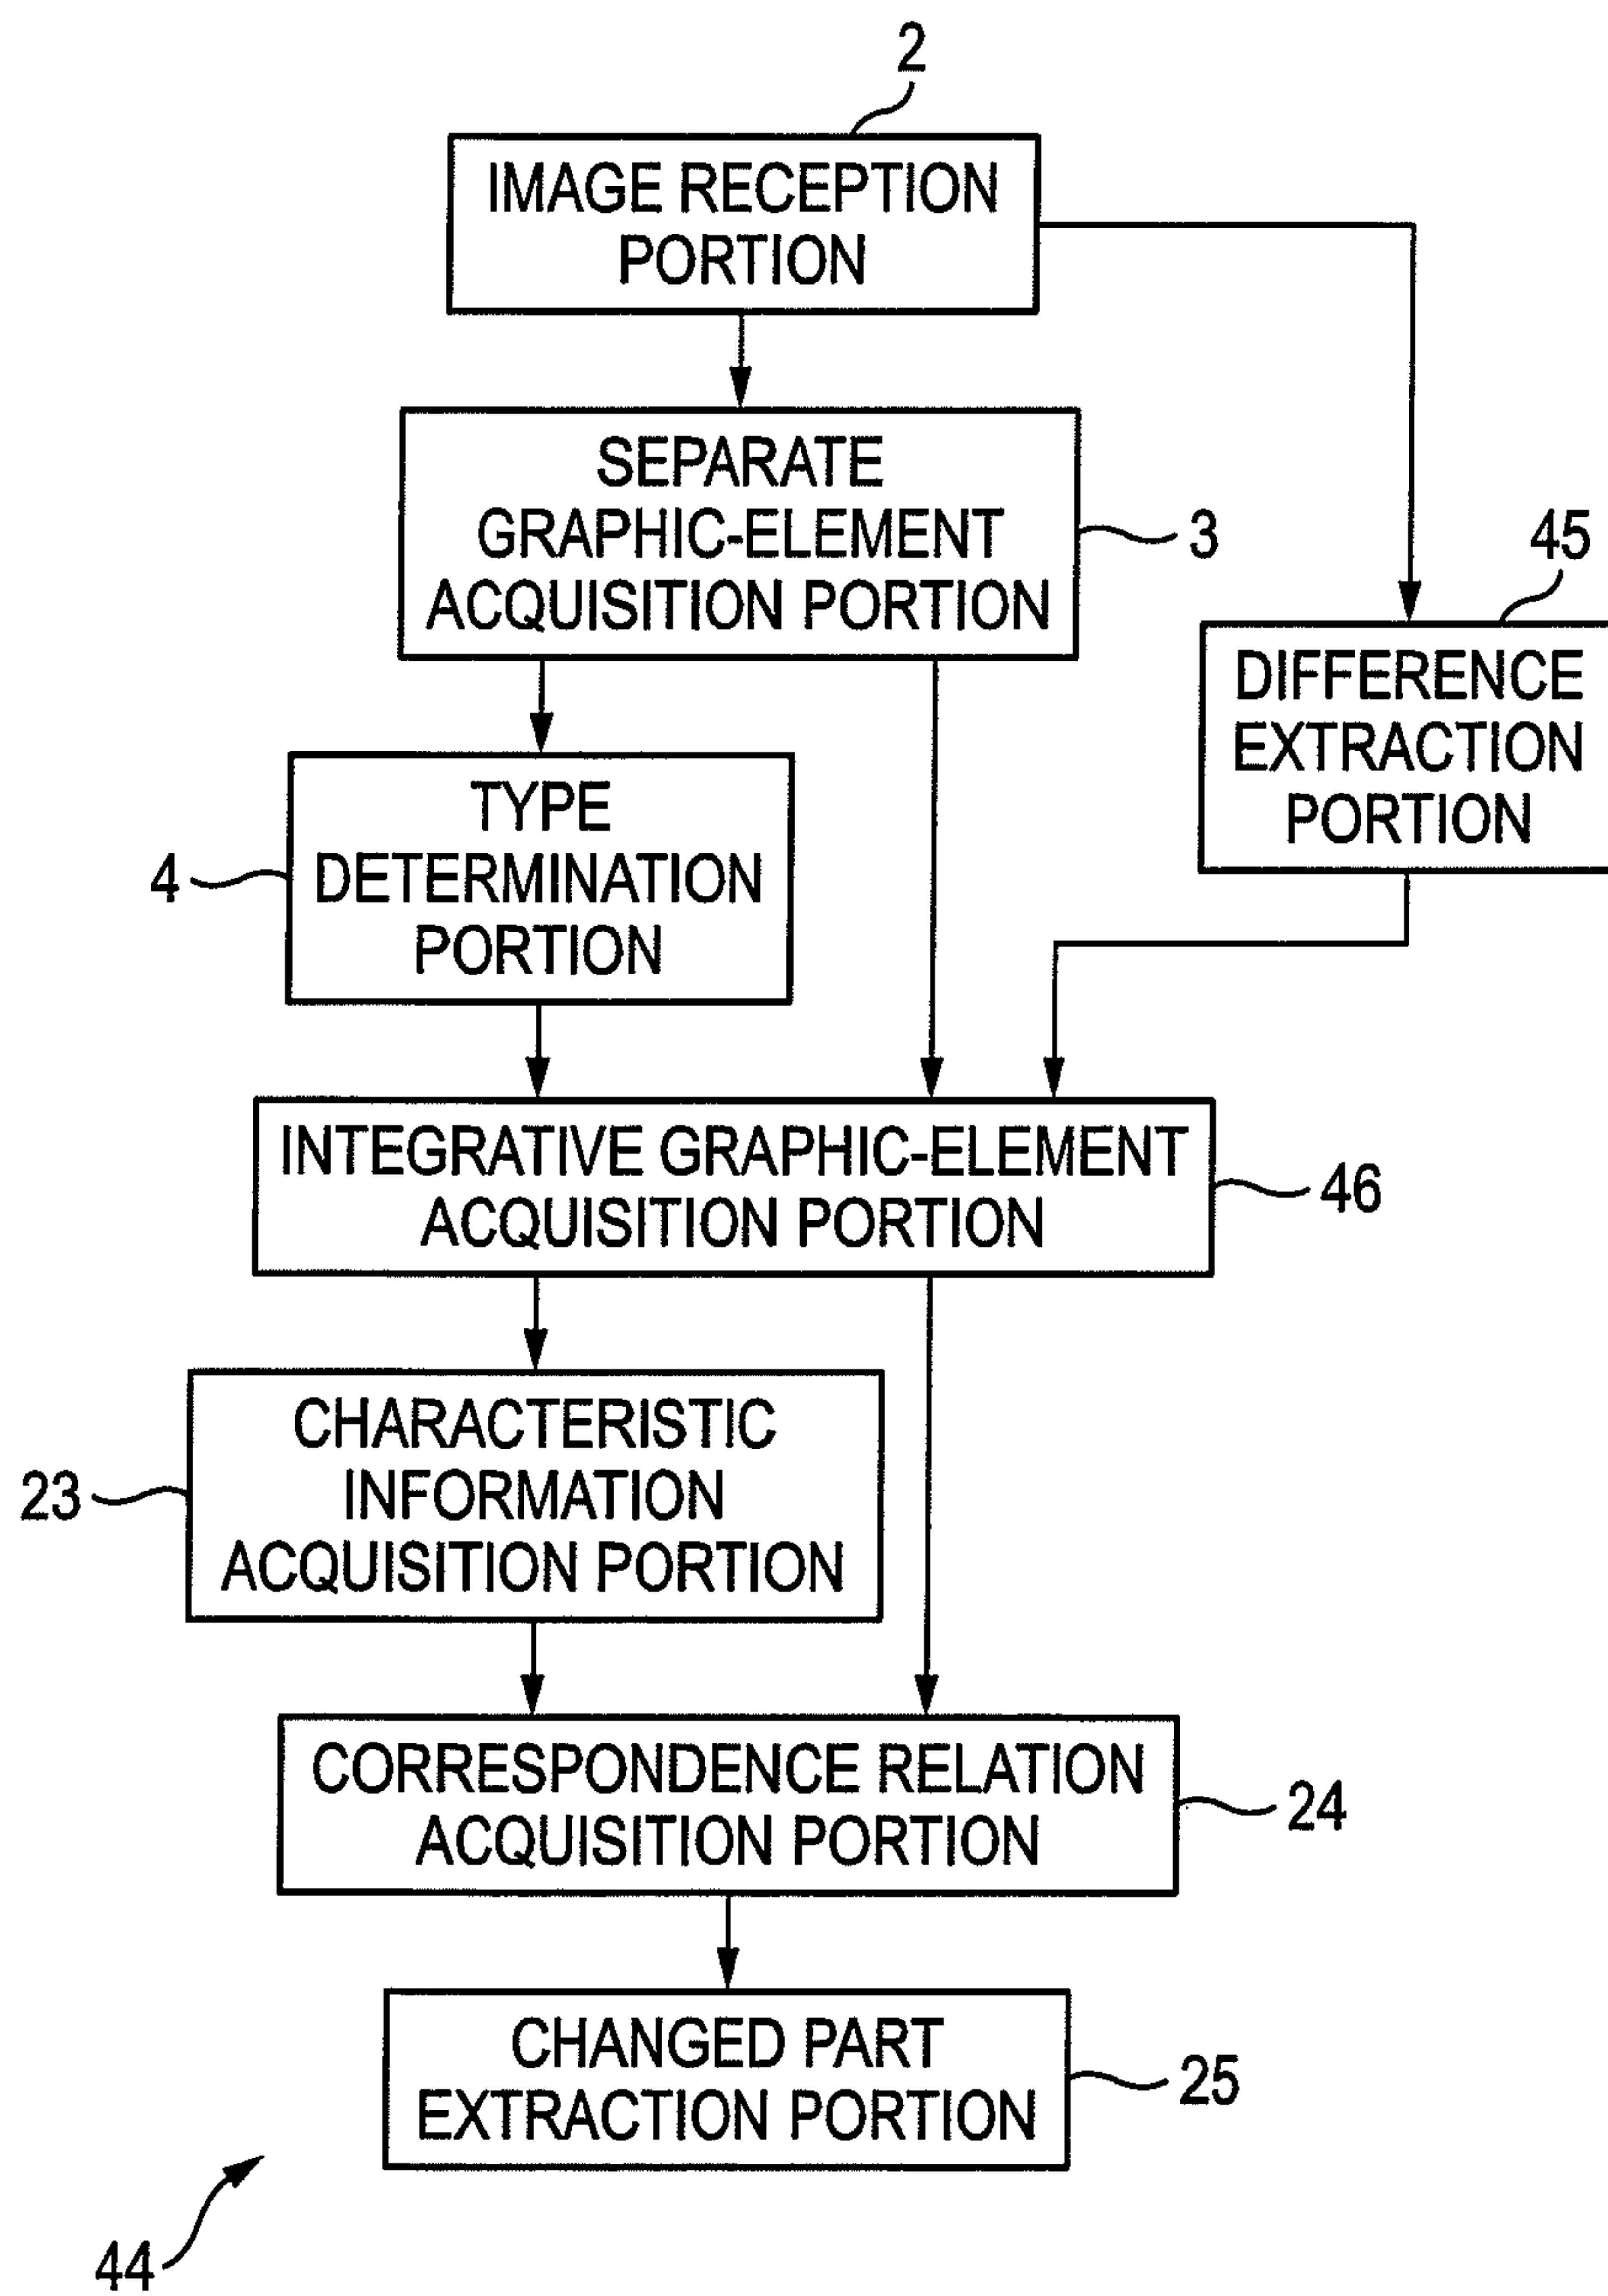 2
IMAGE RECEPTION
PORTION
SEPARATE
GRAPHIC-ELEMENT
ACQUISITION PORTION
3
45
DIFFERENCE
EXTRACTION
PORTION
TYPE
DETERMINATION
PORTION
4
INTEGRATIVE GRAPHIC-ELEMENT
ACQUISITION PORTION
46
CHARACTERISTIC
INFORMATION
ACQUISITION PORTION
23
CORRESPONDENCE RELATION
ACQUISITION PORTION
24
CHANGED PART
EXTRACTION PORTION
25
44